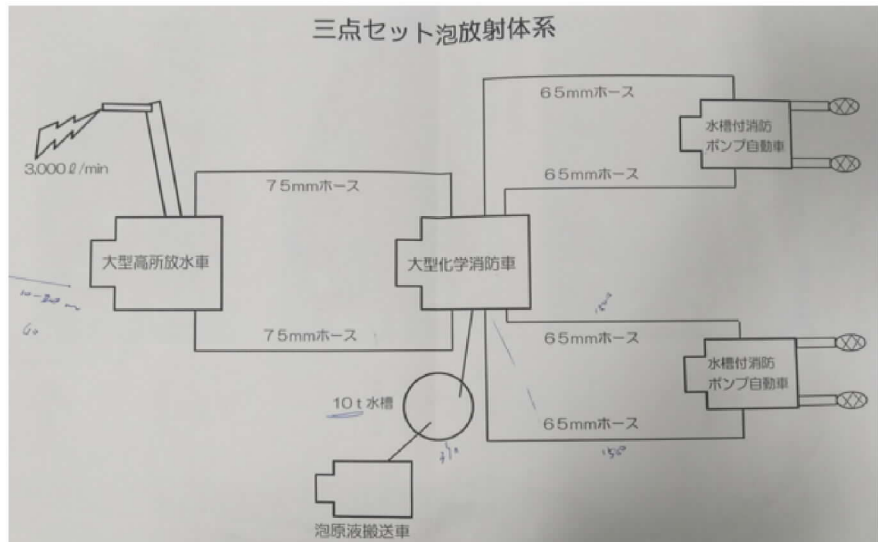 三点セット泡放射体系
65mmホース
水槽付消防
ポンプ自動車
3,000ℓ/min
75mmホース
65mmホース
大型高所放水車
大型化学消防車
75mmホース
65mmホース
水槽付消防
ポンプ自動車
10t水槽
65mmホース
泡原液搬送車